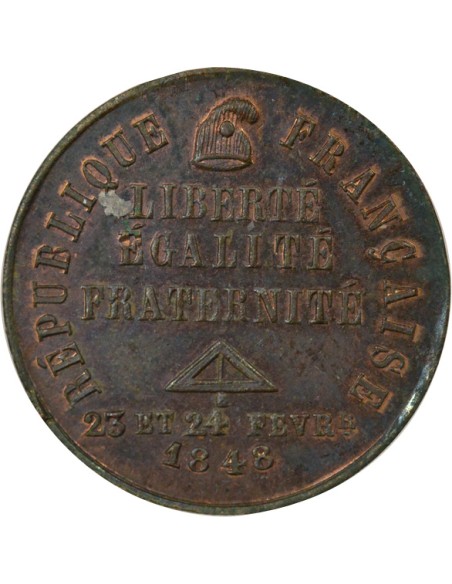 RÉPUBLIQUE FRANÇAISE
LIBERTÉ
ÉGALITÉ
FRATERNITÉ
23 ET 24 FEVR.
1848